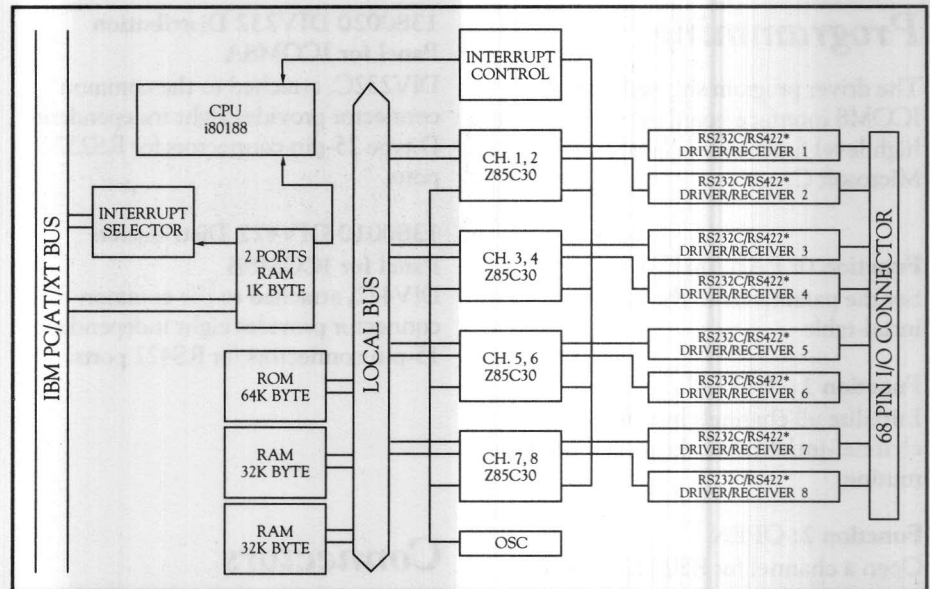 IBM PC/AT/XT BUS
CPU
i80188
INTERRUPT
SELECTOR
2 PORTS
RAM
1K BYTE
ROM
64K BYTE
RAM
32K BYTE
RAM
32K BYTE
LOCAL BUS
INTERRUPT
CONTROL
CH. 1, 2
Z85C30
CH. 3, 4
Z85C30
CH. 5, 6
Z85C30
CH. 7, 8
Z85C30
OSC
RS232C/RS422*
DRIVER/RECEIVER 1
RS232C/RS422*
DRIVER/RECEIVER 2
RS232C/RS422*
DRIVER/RECEIVER 3
RS232C/RS422*
DRIVER/RECEIVER 4
RS232C/RS422*
DRIVER/RECEIVER 5
RS232C/RS422*
DRIVER/RECEIVER 6
RS232C/RS422*
DRIVER/RECEIVER 7
RS232C/RS422*
DRIVER/RECEIVER 8
68 PIN I/O CONNECTOR